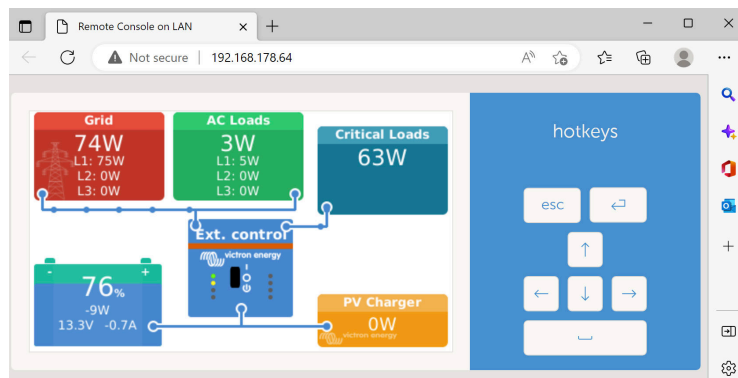 Remote Console on LAN
Not secure
192.168.178.64
Grid
74W
L1: 75W
L2: 0W
L3: 0W
AC Loads
3W
L1: 5W
L2: 0W
L3: 0W
Critical Loads
63W
Ext. control
victron energy
76%
-9W
13.3V -0.7A
PV Charger
0W
victron energy
hotkeys
esc